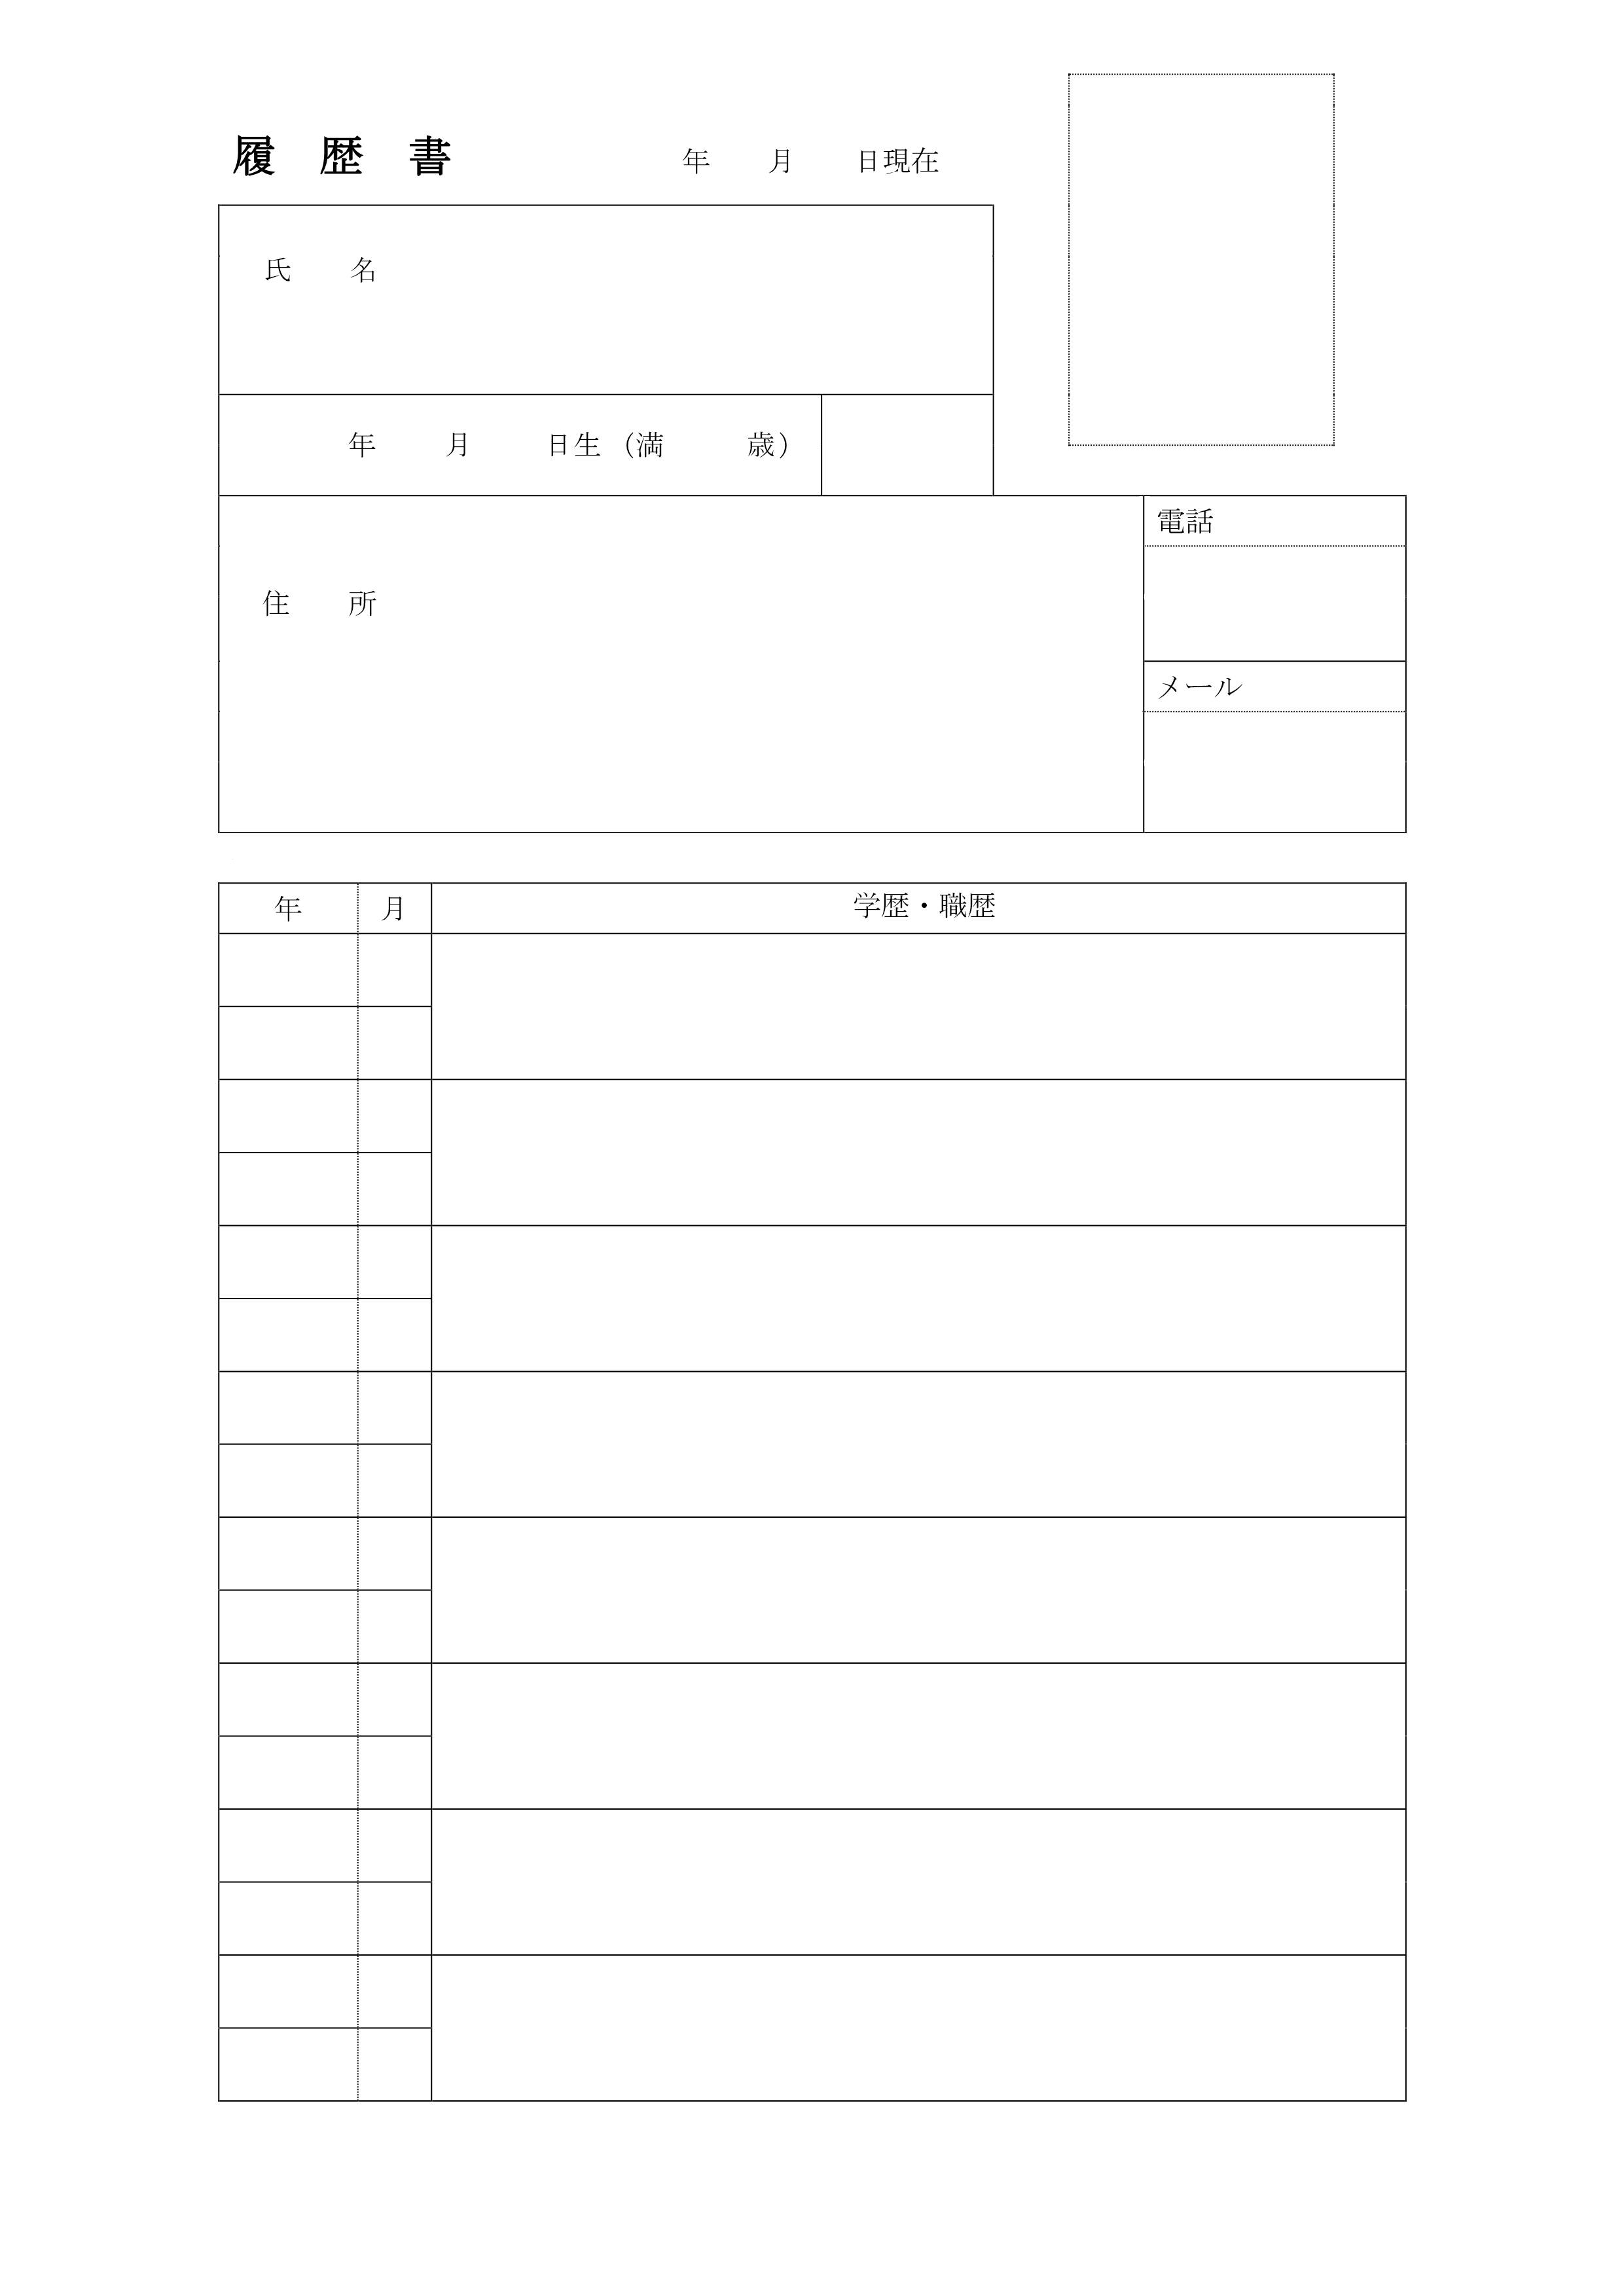 履 歴 書　　年　　月　　日現在
氏　　名
年　　月　　日生（満　　歳）
電話
住　　所
メール
年　月　学歴・職歴